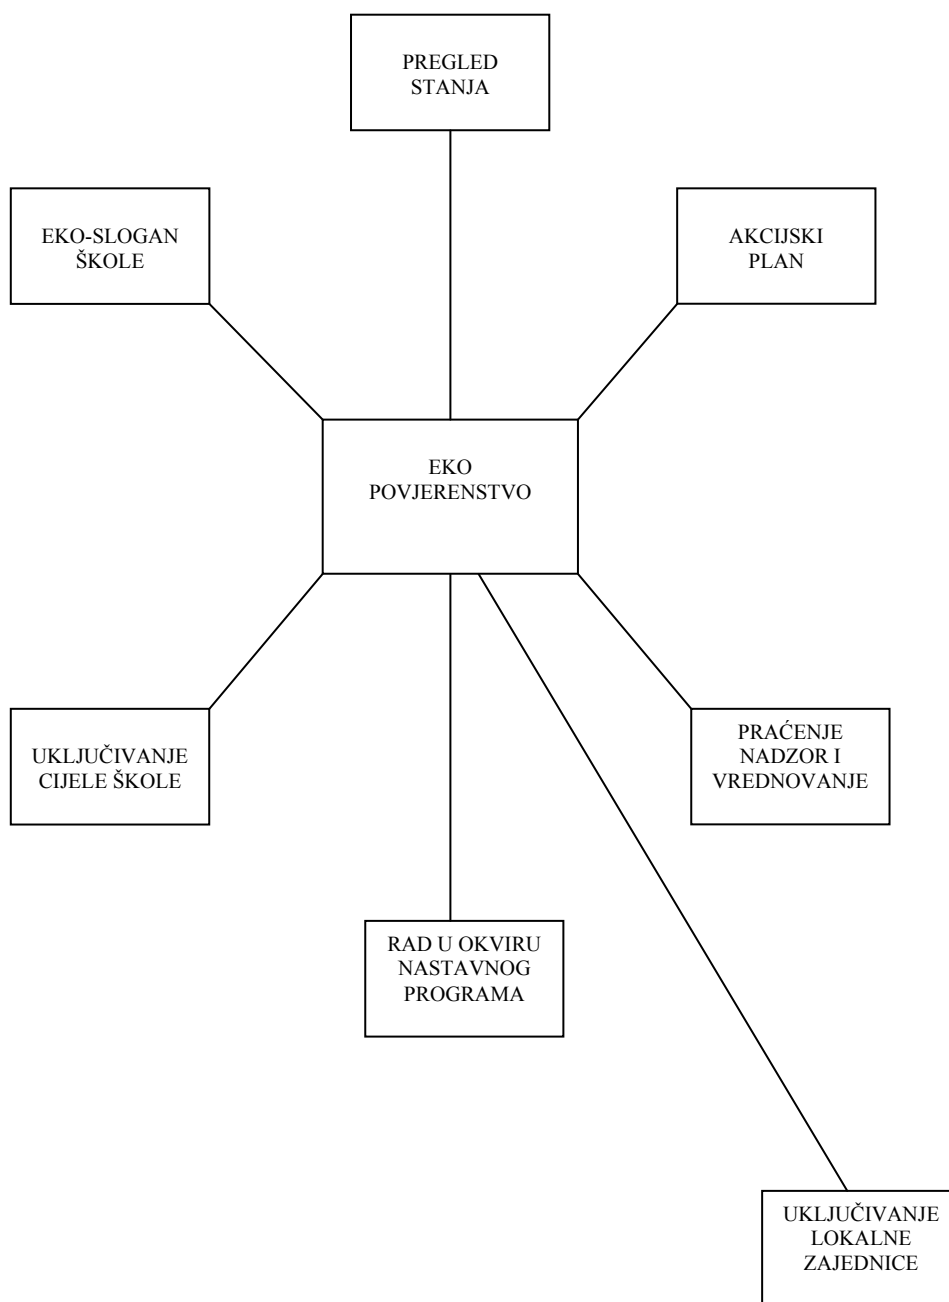 PREGLED
STANJA
EKO-SLOGAN
ŠKOLE
AKCIJSKI
PLAN
EKO
POVJERENSTVO
UKLJUČIVANJE
CIJELE ŠKOLE
PRAĆENJE
NADZOR I
VREDNOVANJE
RAD U OKVIRU
NASTAVNOG
PROGRAMA
UKLJUČIVANJE
LOKALNE
ZAJEDNICE